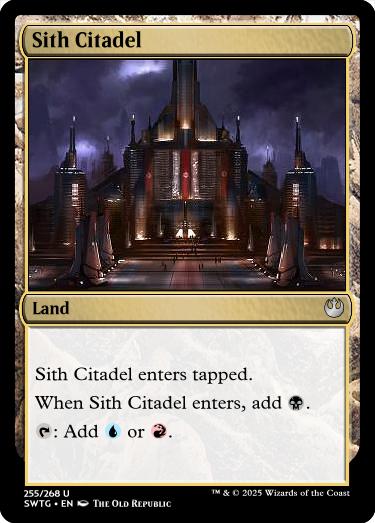 Sith Citadel
Land
Sith Citadel enters tapped.
When Sith Citadel enters, add .
: Add or .
255/268 U
SWTG • EN The Old Republic
™ & © 2025 Wizards of the Coast